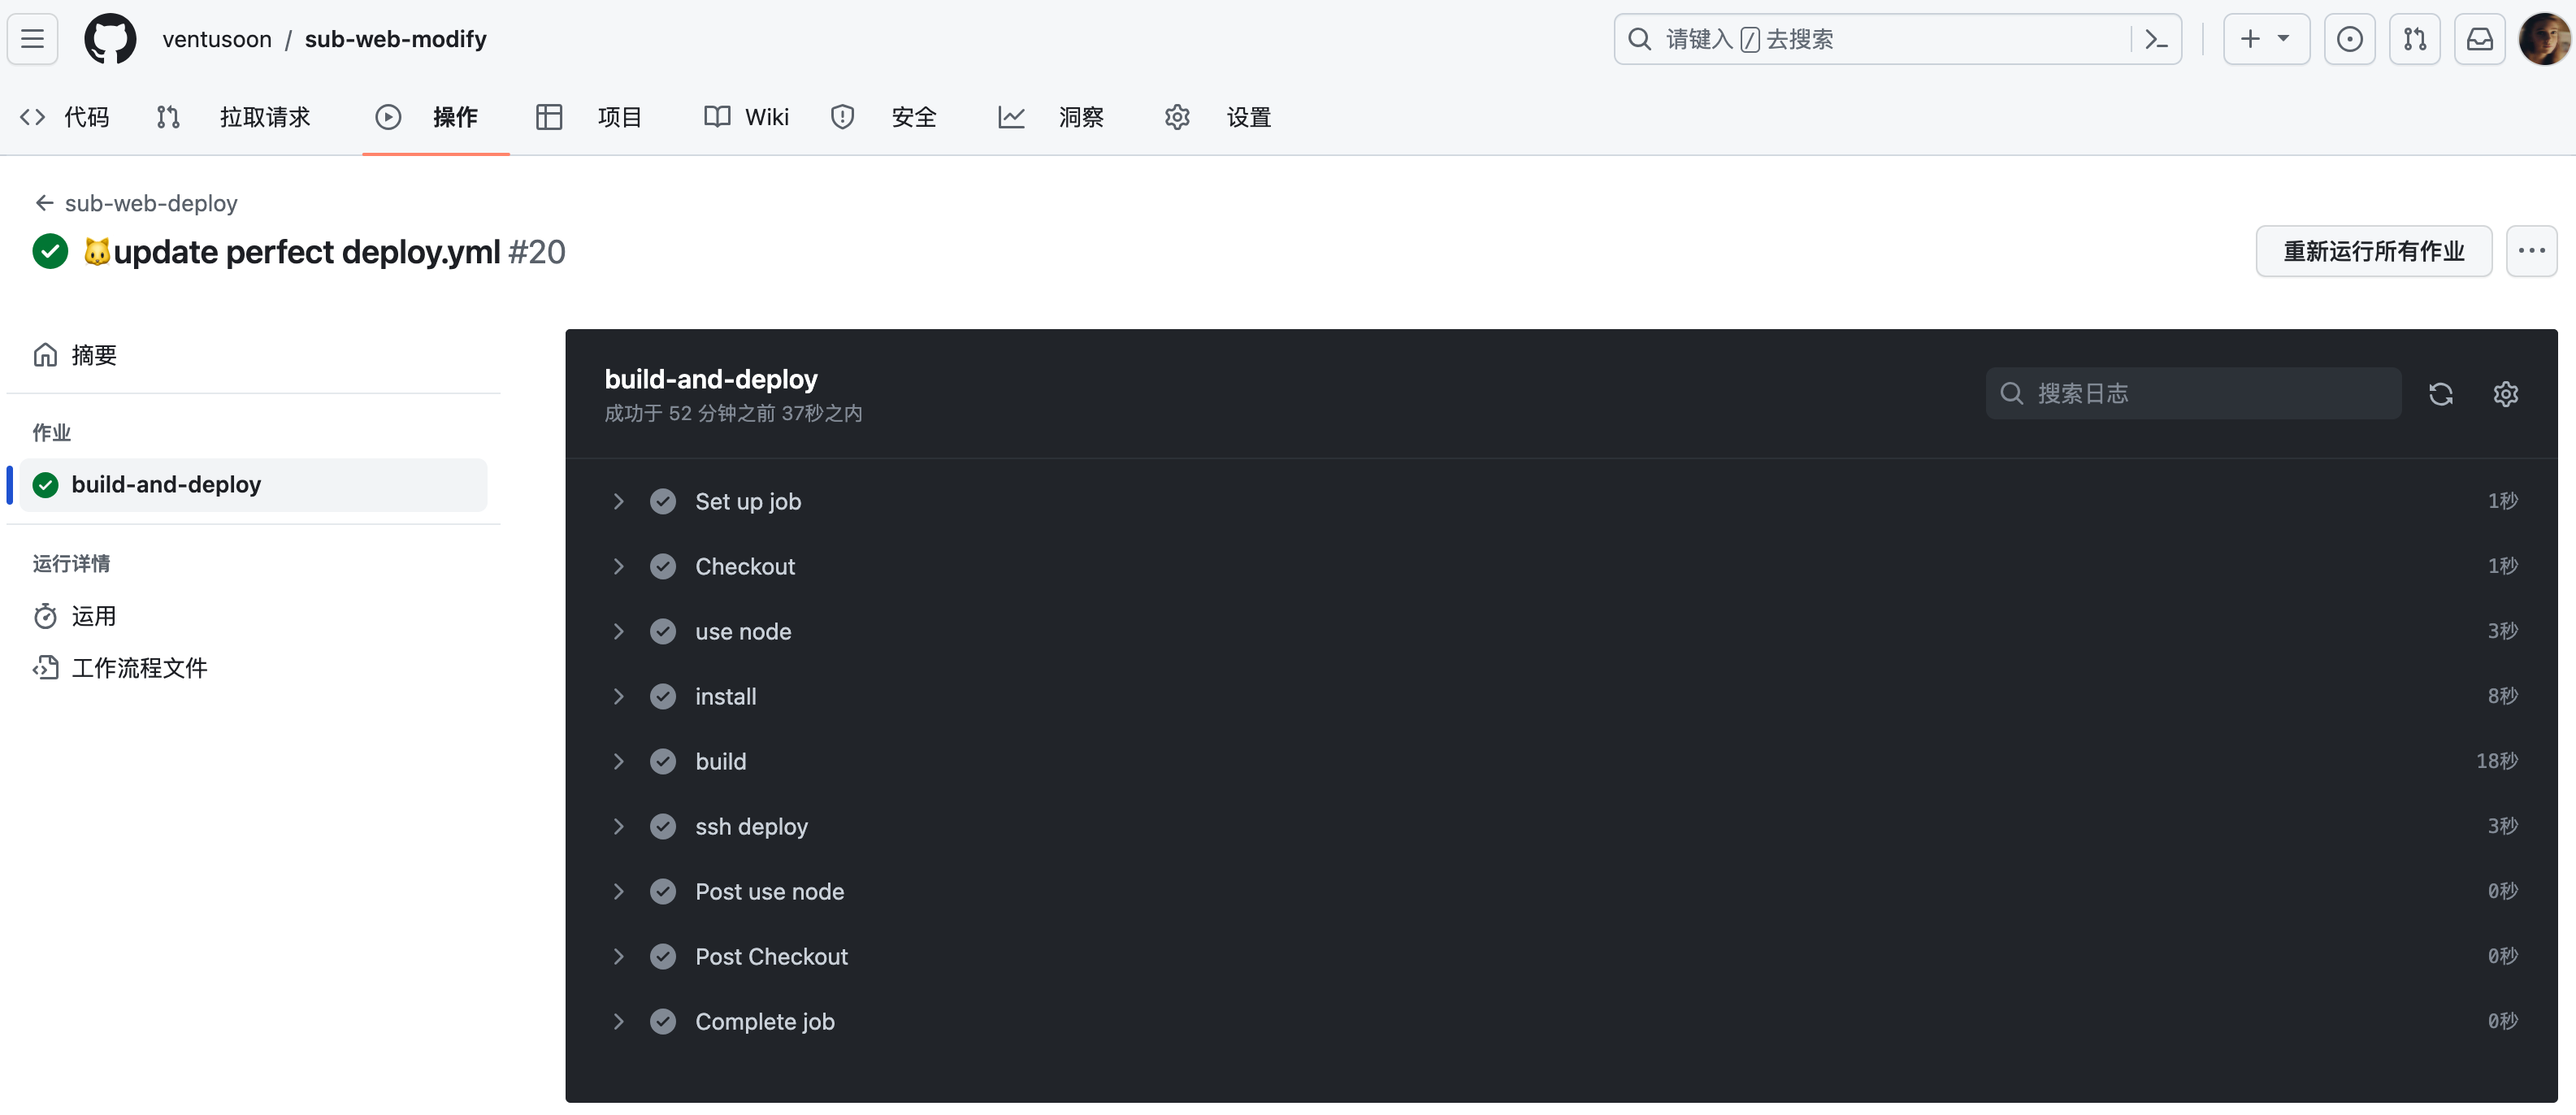 ventusoon / sub-web-modify
请键入 / 去搜索
代码 拉取请求 操作 项目 Wiki 安全 洞察 设置
sub-web-deploy
🐱update perfect deploy.yml #20
重新运行所有作业
摘要
作业
build-and-deploy
运行详情
运用
工作流程文件
build-and-deploy
成功于 52 分钟之前 37秒之内
搜索日志
Set up job 1秒
Checkout 1秒
use node 3秒
install 8秒
build 18秒
ssh deploy 3秒
Post use node 0秒
Post Checkout 0秒
Complete job 0秒